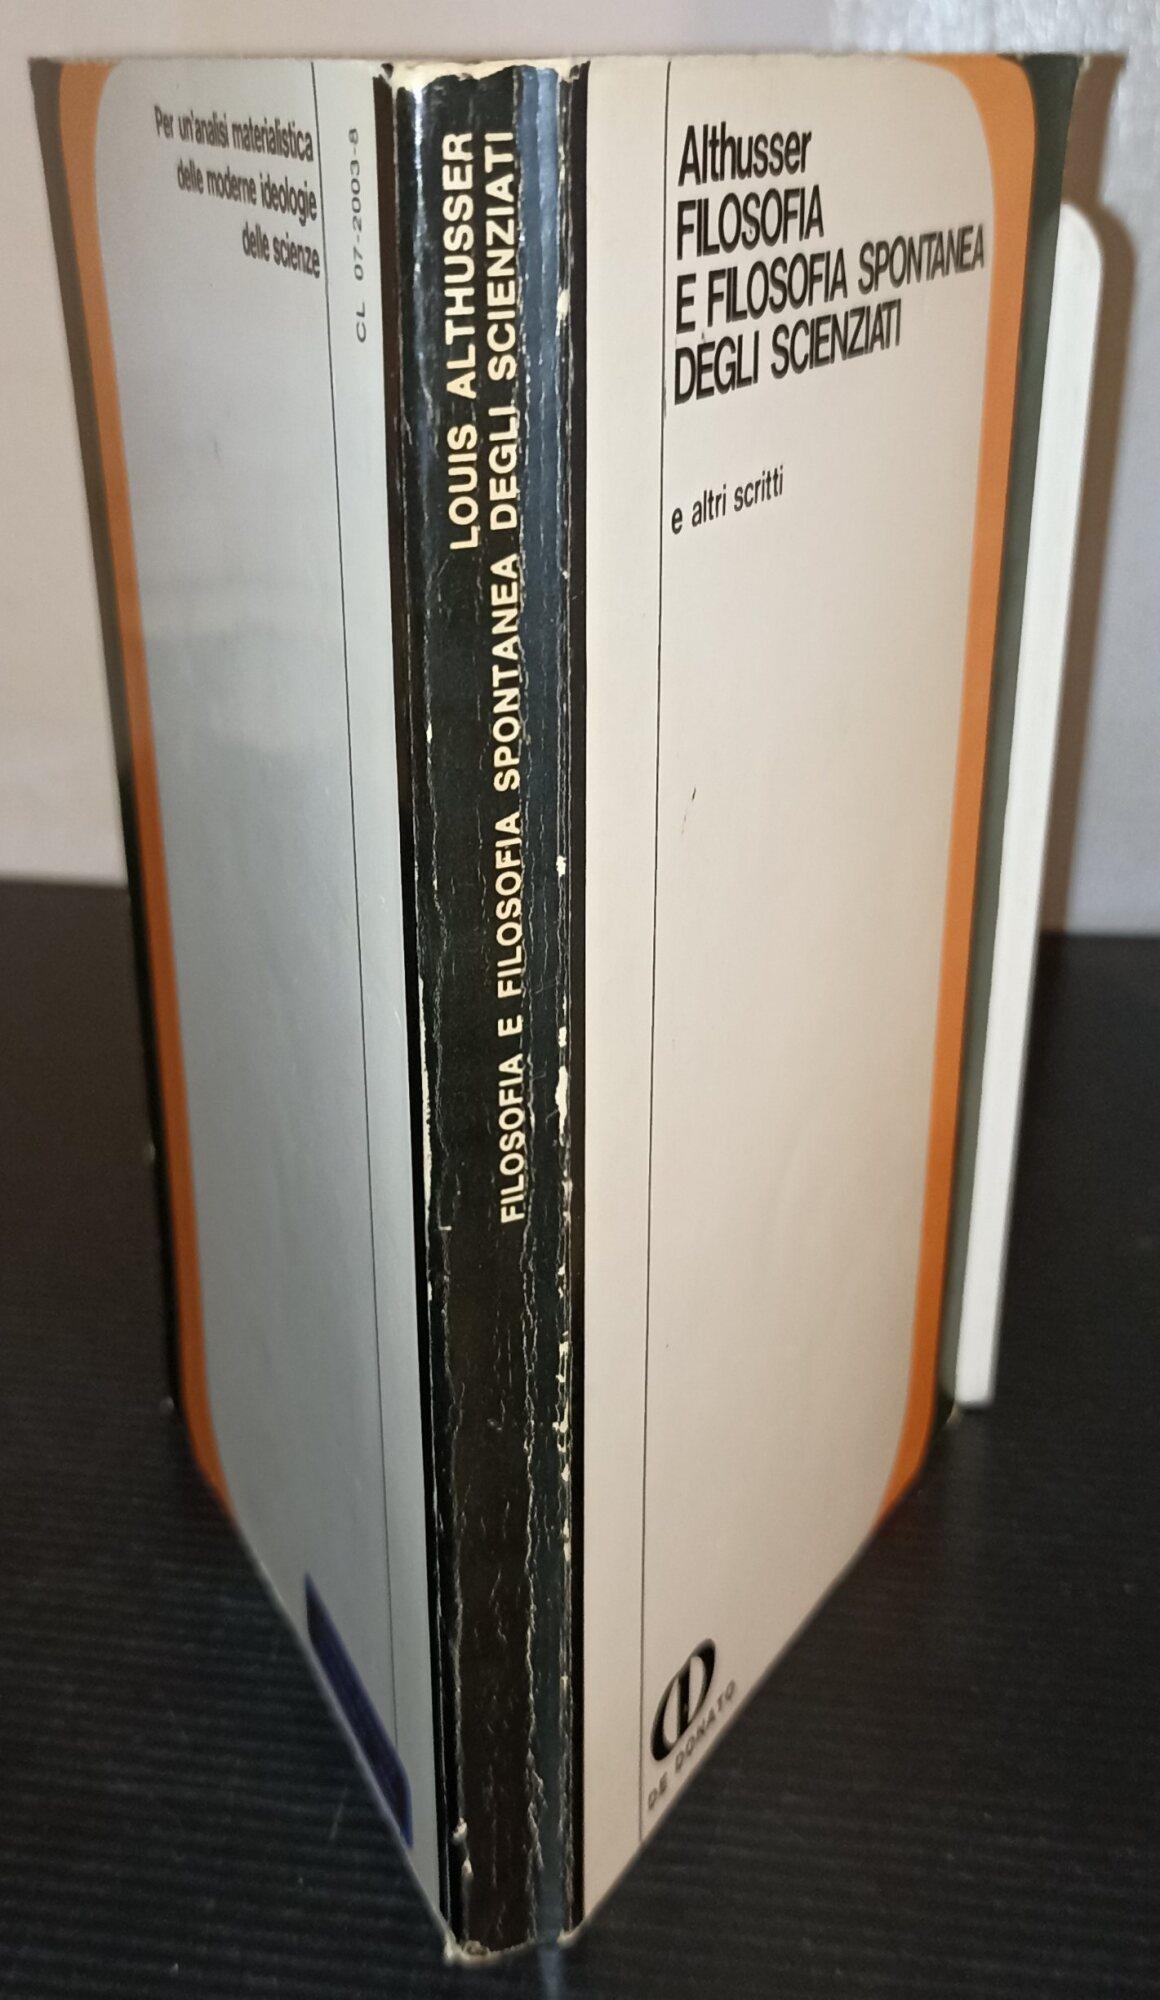 Per un'analisi materialistica
delle moderne ideologie
delle scienze
CL 07-2003-8
LOUIS ALTHUSSER
FILOSOFIA E FILOSOFIA SPONTANEA DEGLI SCIENZIATI
Althusser
FILOSOFIA
E FILOSOFIA SPONTANEA
DEGLI SCIENZIATI
e altri scritti
DE DONATO